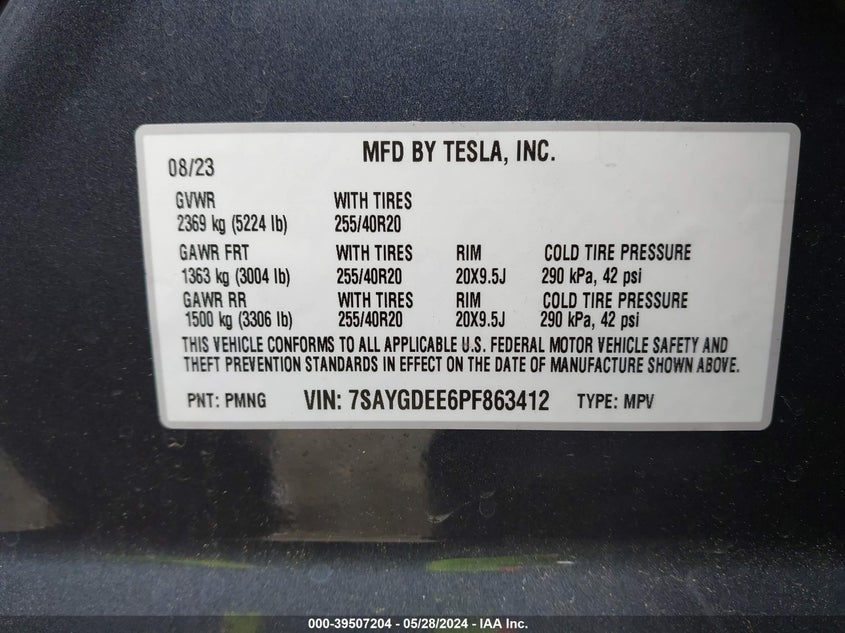 MFD BY TESLA, INC.
08/23
GVWR WITH TIRES
2369 kg (5224 lb) 255/40R20
GAWR FRT WITH TIRES RIM COLD TIRE PRESSURE
1363 kg (3004 lb) 255/40R20 20X9.5J 290 kPa, 42 psi
GAWR RR WITH TIRES RIM COLD TIRE PRESSURE
1500 kg (3306 lb) 255/40R20 20X9.5J 290 kPa, 42 psi
THIS VEHICLE CONFORMS TO ALL APPLICABLE U.S. FEDERAL MOTOR VEHICLE SAFETY AND
THEFT PREVENTION STANDARDS IN EFFECT ON THE DATE OF MANUFACTURE SHOWN ABOVE.
PNT: PMNG VIN: 7SAYGDEE6PF863412 TYPE: MPV
000-39507204 - 05/28/2024 - IAA Inc.